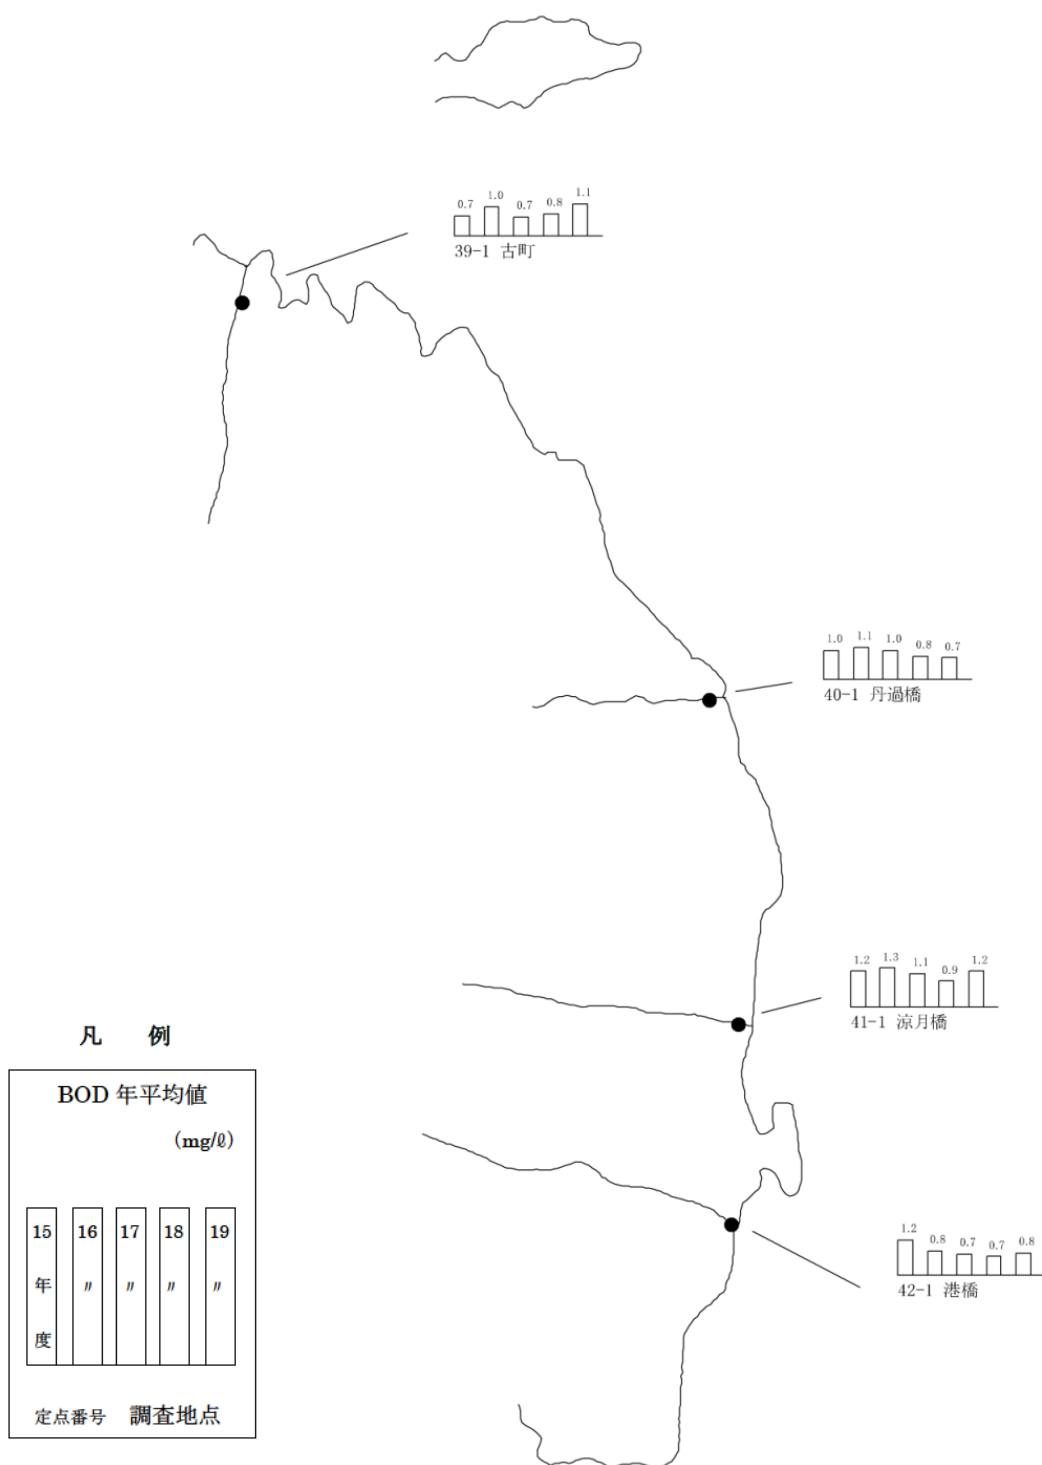 0.7 1.0 0.7 0.8 1.1
39-1 古町
1.0 1.1 1.0 0.8 0.7
40-1 丹過橋
1.2 1.3 1.1 0.9 1.2
41-1 涼月橋
1.2 0.8 0.7 0.7 0.8
42-1 港橋
凡 例
BOD 年平均値
(mg/ℓ)
15 16 17 18 19
年 〃 〃 〃 〃
度
定点番号 調査地点